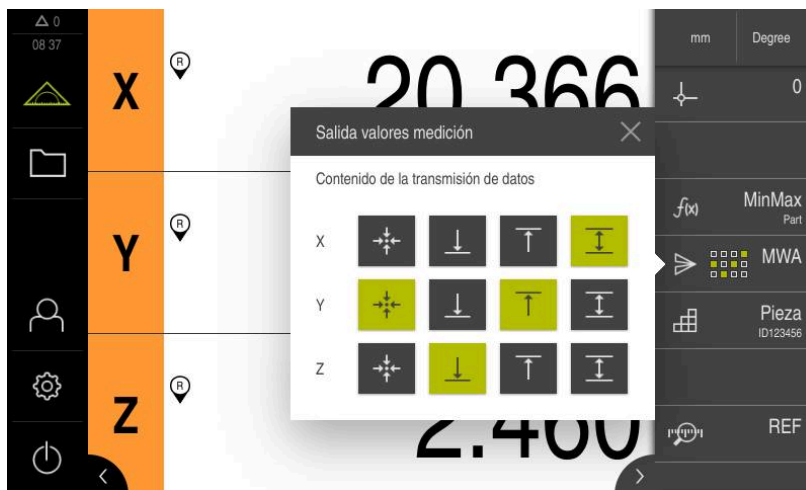 0
08 37
X
R
20.366
mm
Degree
0
Salida valores medición
Contenido de la transmisión de datos
X
Y
Z
Y
R
Z
R
2.460
f(x)
MinMax
Part
MWA
Pieza
ID123456
REF